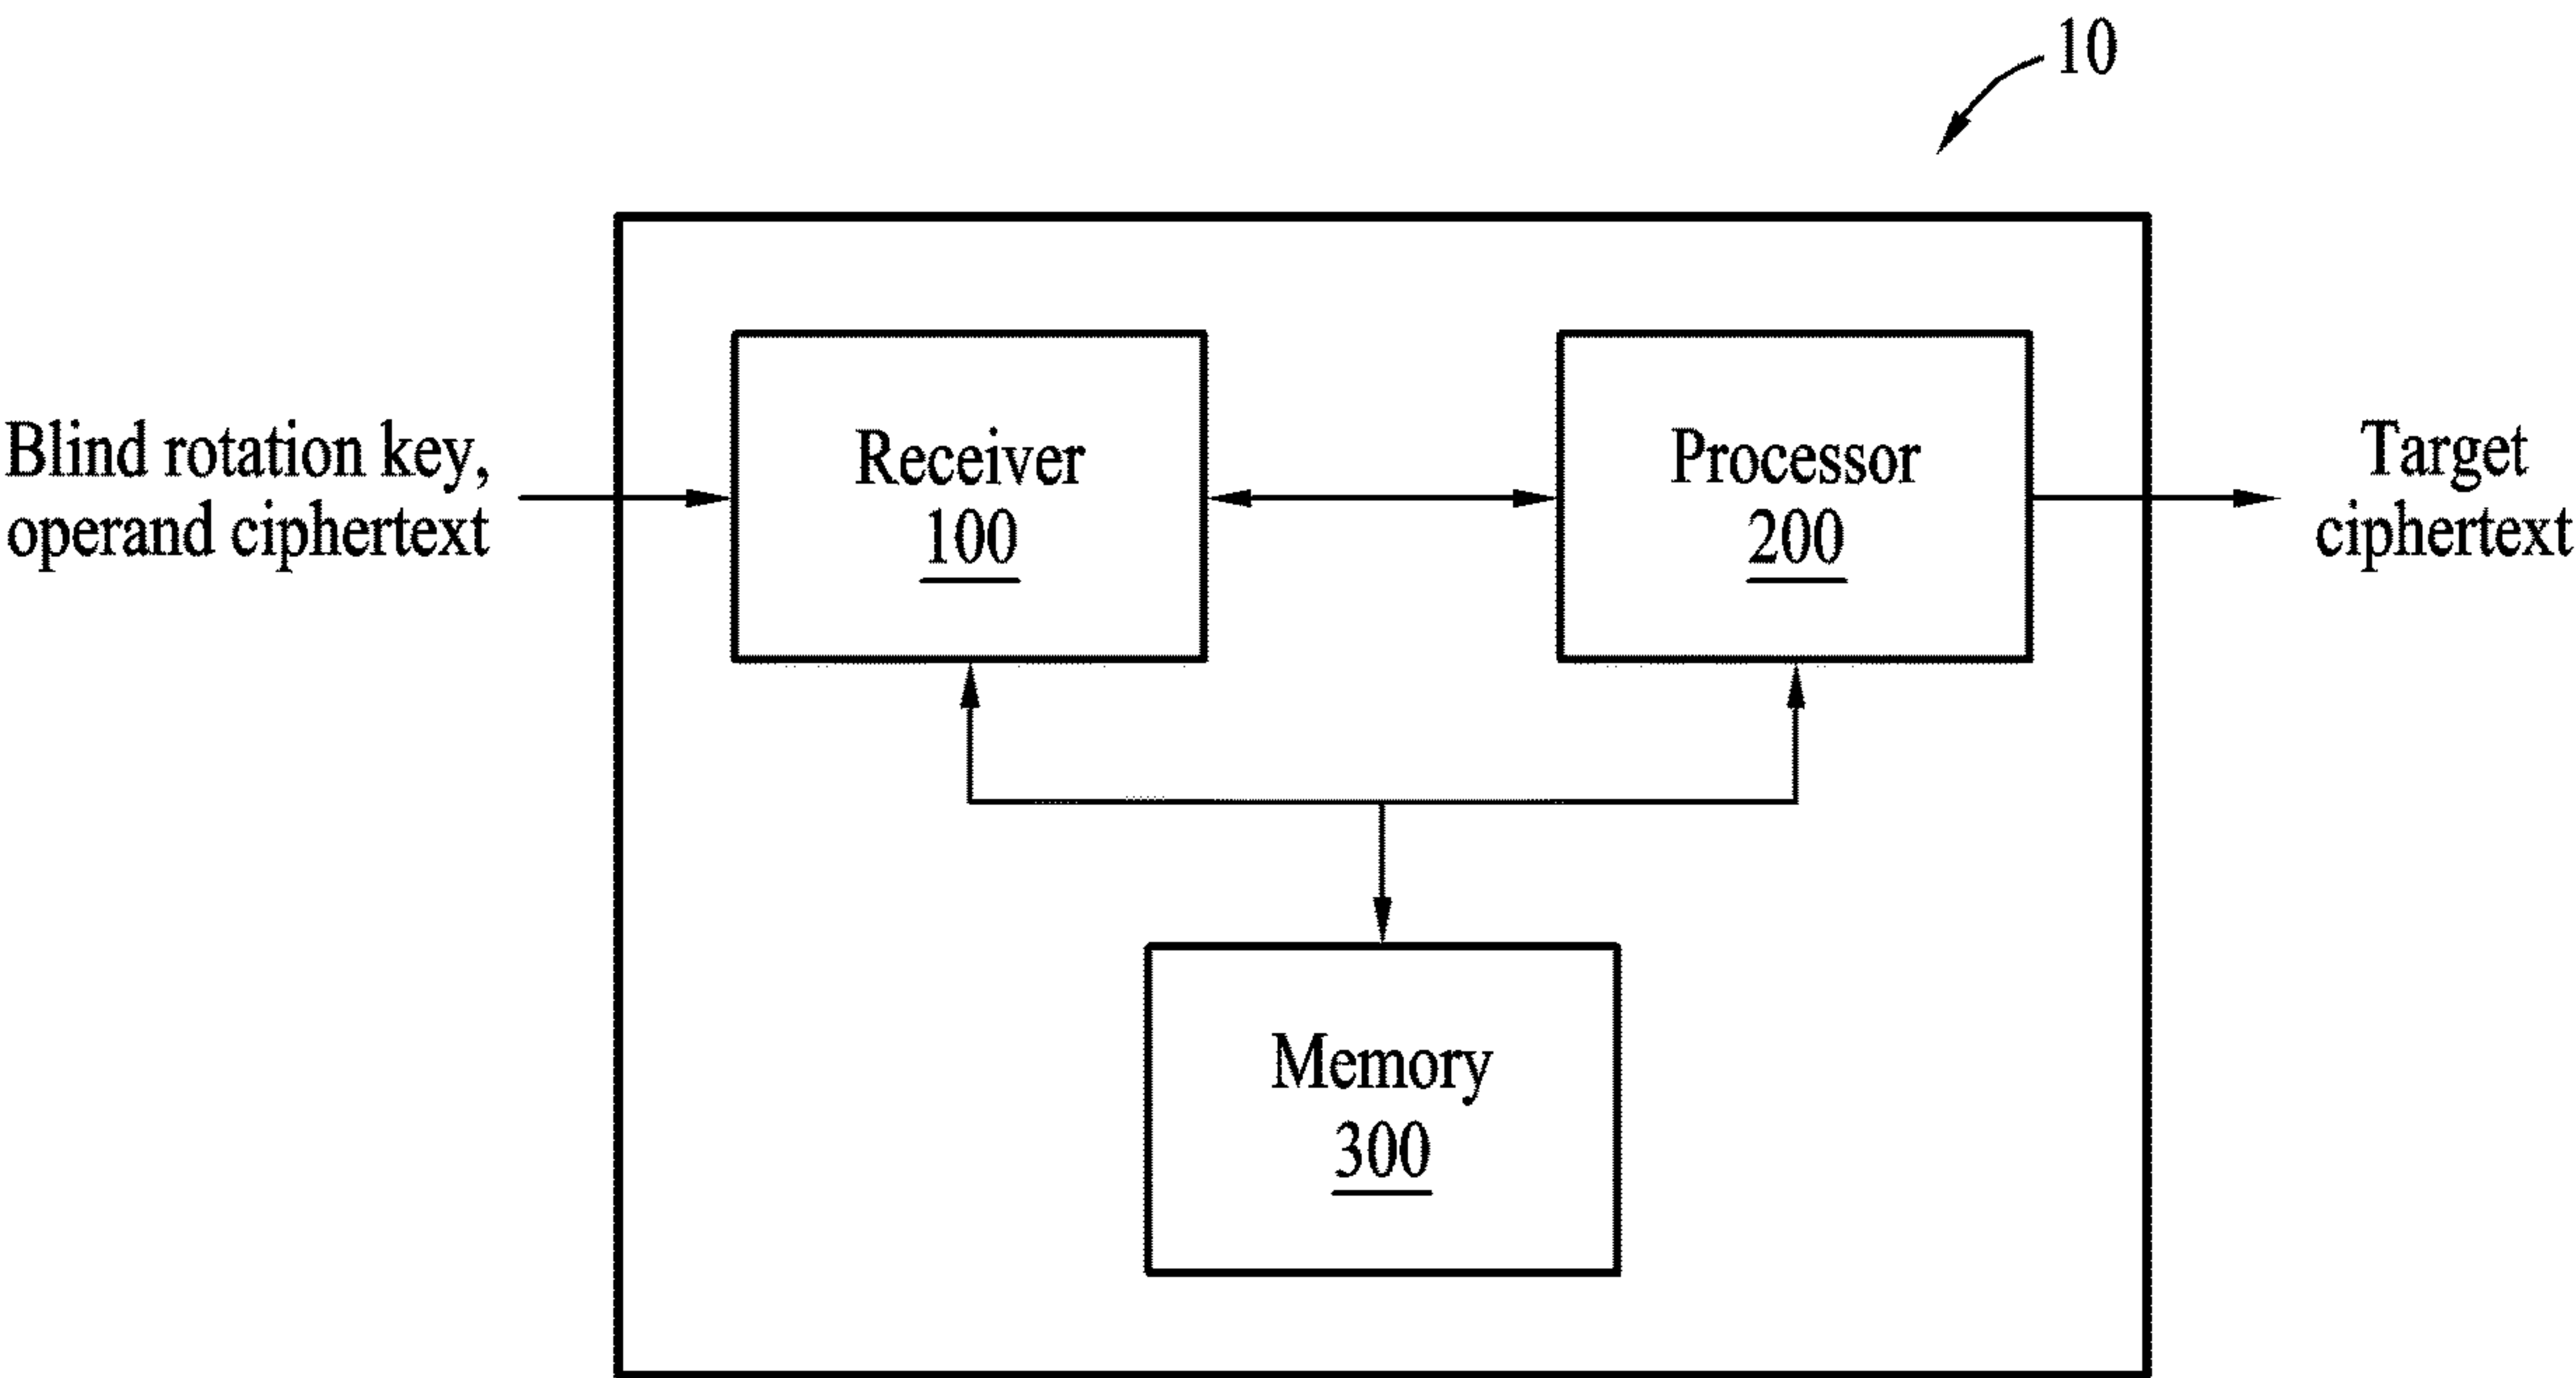 10
Blind rotation key,
operand ciphertext
Receiver
100
Processor
200
Target
ciphertext
Memory
300